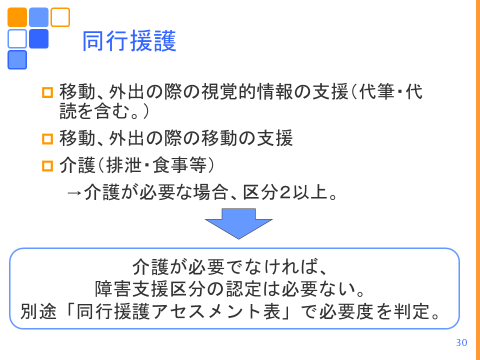 同行援護
移動、外出の際の視覚的情報の支援(代筆・代
読を含む。)
移動、外出の際の移動の支援
介護(排泄・食事等)
→介護が必要な場合、区分2以上。
介護が必要でなければ、
障害支援区分の認定は必要ない。
別途「同行援護アセスメント表」で必要度を判定。
30